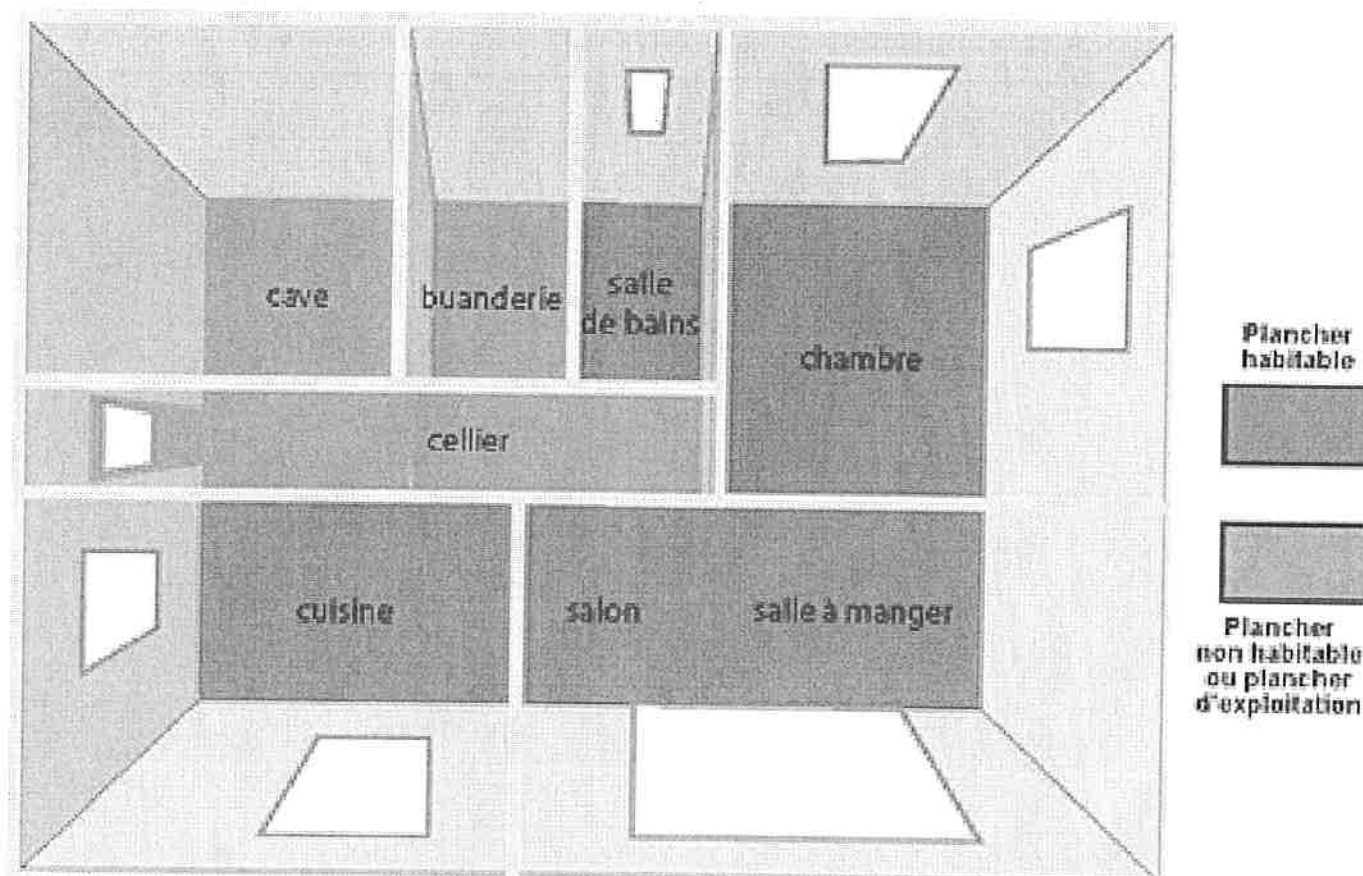 cave
buanderie
salle
de bains
chambre
cellier
cuisine
salon
salle à manger
Plancher
habitable
Plancher
non habitable
ou plancher
d'exploitation